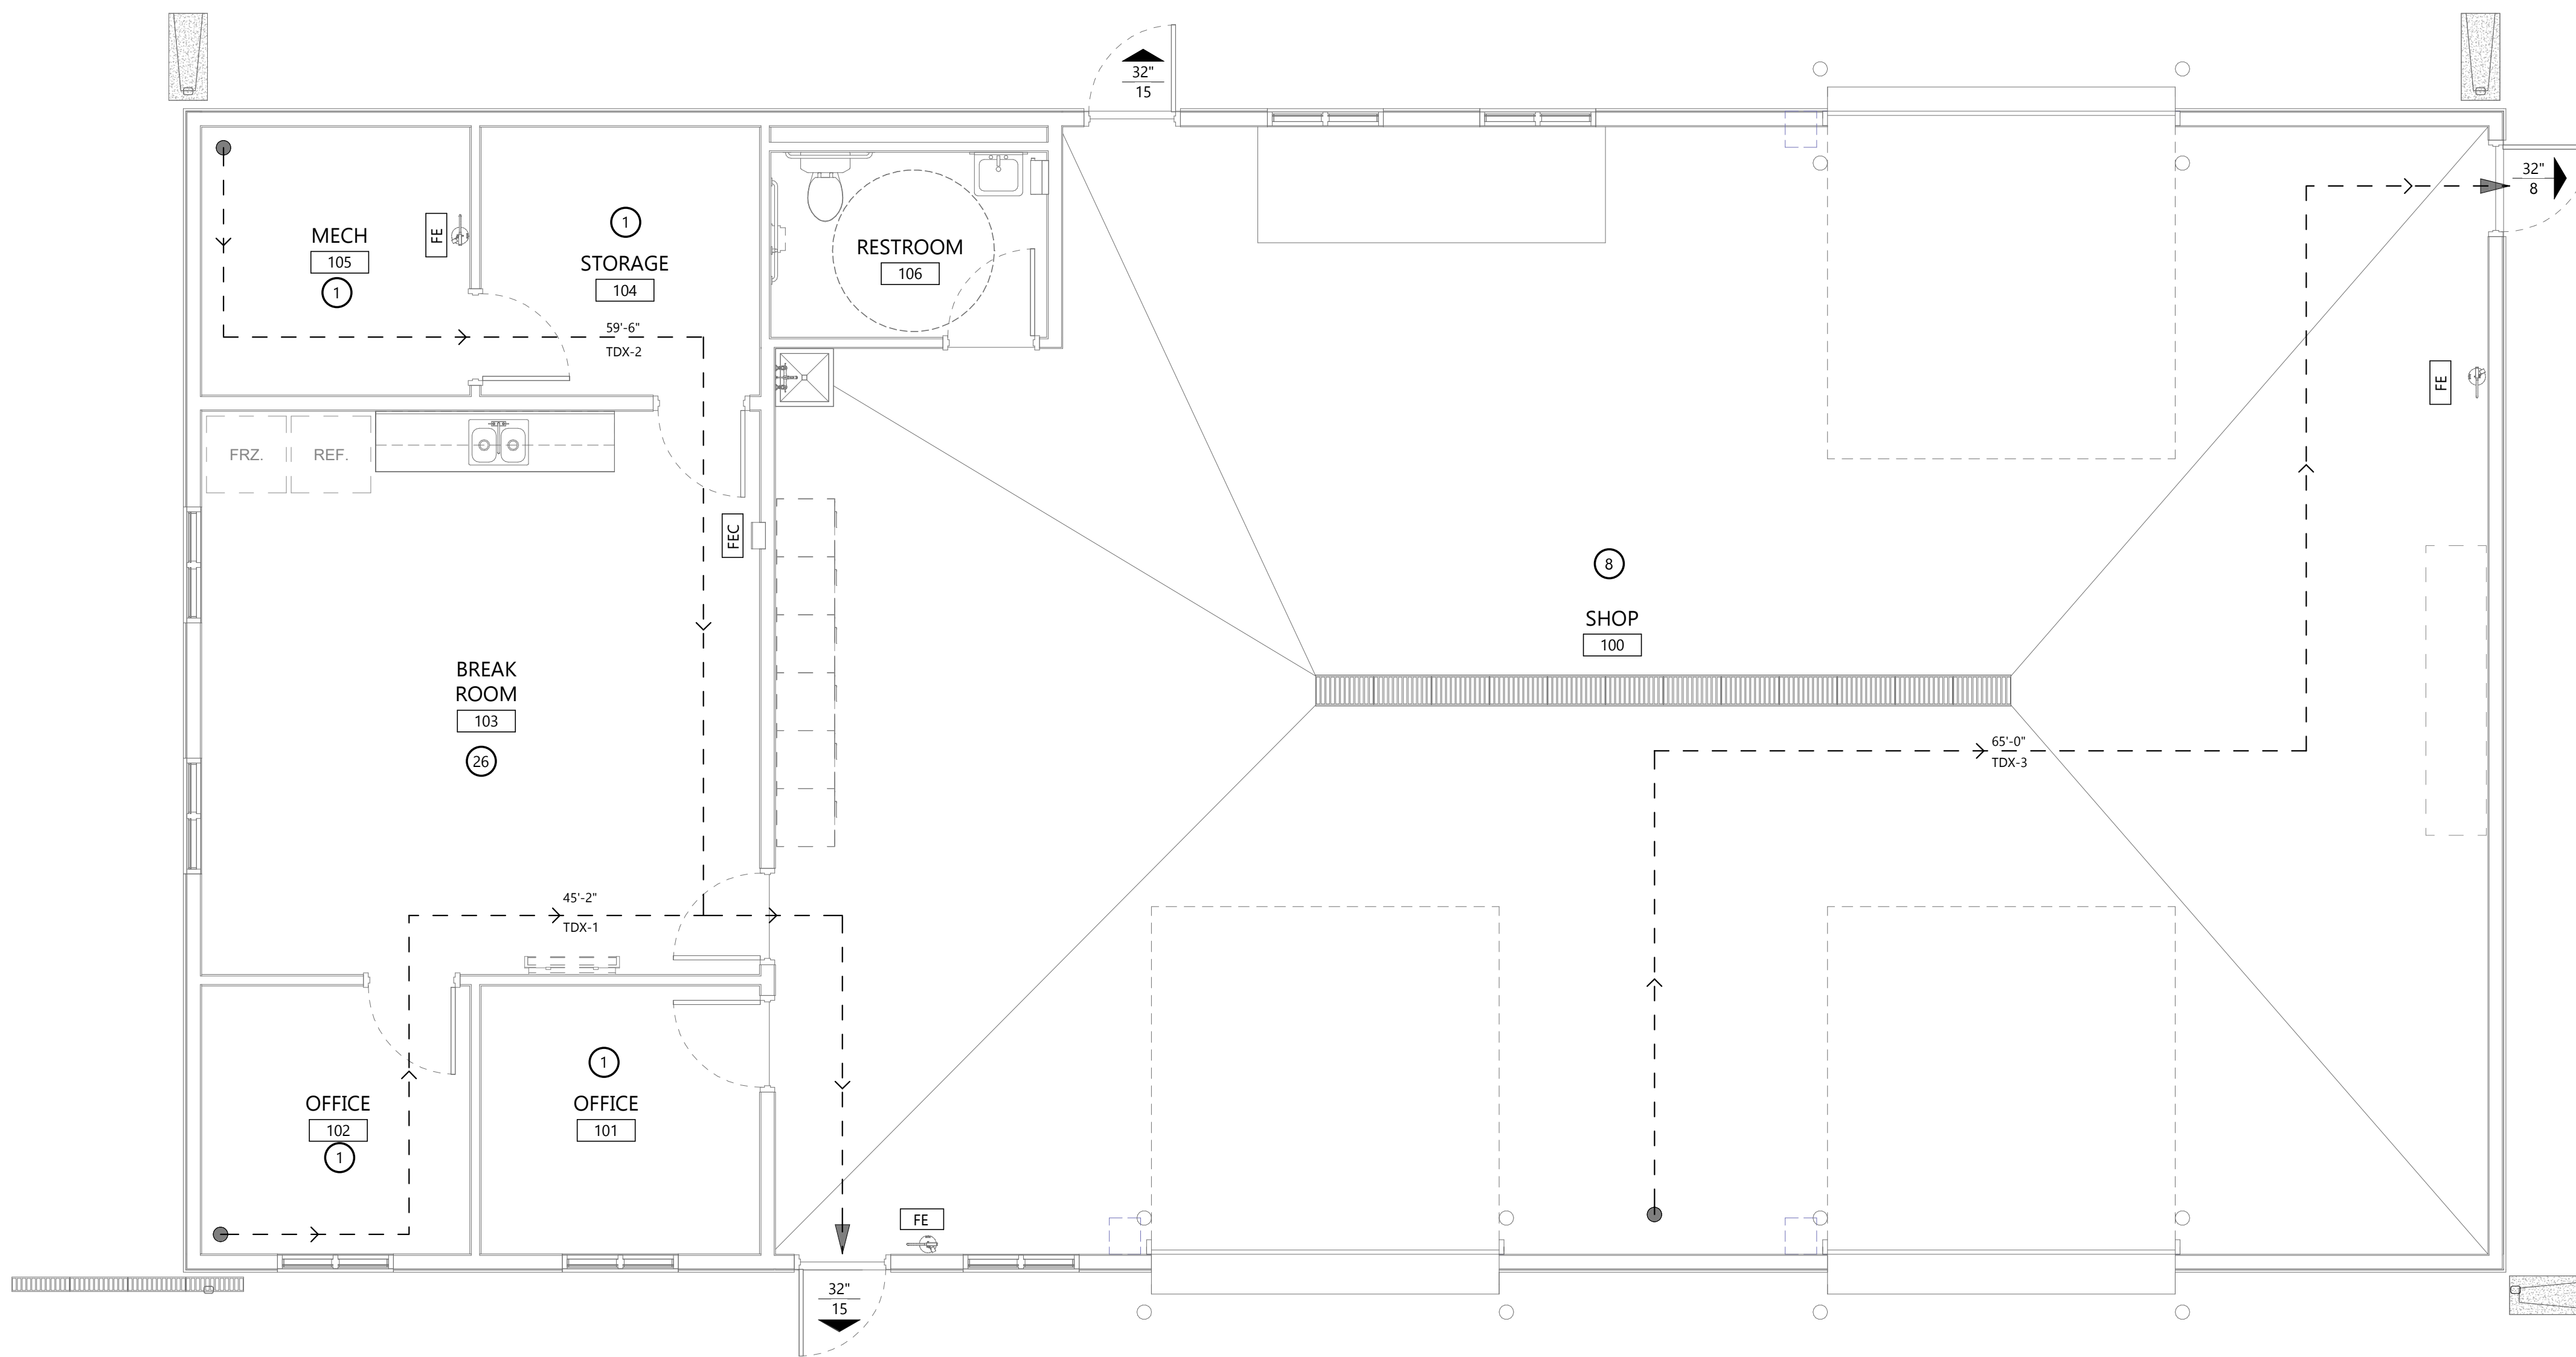 32"
15
32"
8
MECH
105
1
FE
1
STORAGE
104
RESTROOM
106
59'-6"
TDX-2
FE
FRZ.
REF.
FEC
8
SHOP
100
BREAK
ROOM
103
26
65'-0"
TDX-3
45'-2"
TDX-1
OFFICE
102
1
1
OFFICE
101
FE
32"
15